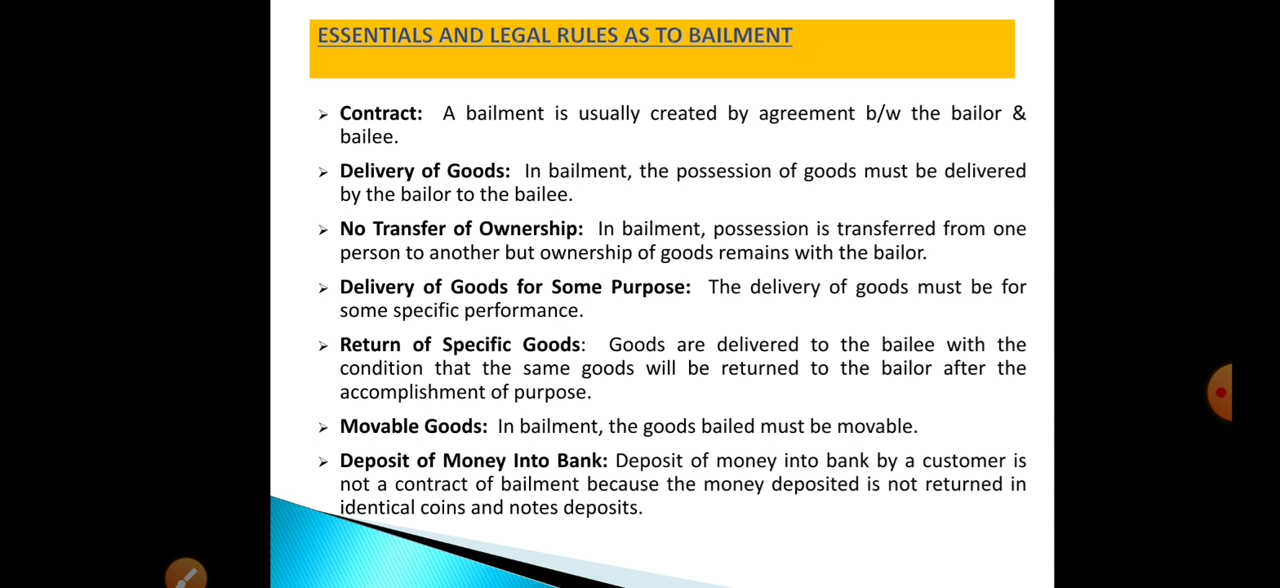 ESSENTIALS AND LEGAL RULES AS TO BAILMENT
➢ Contract: A bailment is usually created by agreement b/w the bailor &
bailee.
➢ Delivery of Goods: In bailment, the possession of goods must be delivered
by the bailor to the bailee.
➢ No Transfer of Ownership: In bailment, possession is transferred from one
person to another but ownership of goods remains with the bailor.
➢ Delivery of Goods for Some Purpose: The delivery of goods must be for
some specific performance.
➢ Return of Specific Goods: Goods are delivered to the bailee with the
condition that the same goods will be returned to the bailor after the
accomplishment of purpose.
➢ Movable Goods: In bailment, the goods bailed must be movable.
➢ Deposit of Money Into Bank: Deposit of money into bank by a customer is
not a contract of bailment because the money deposited is not returned in
identical coins and notes deposits.